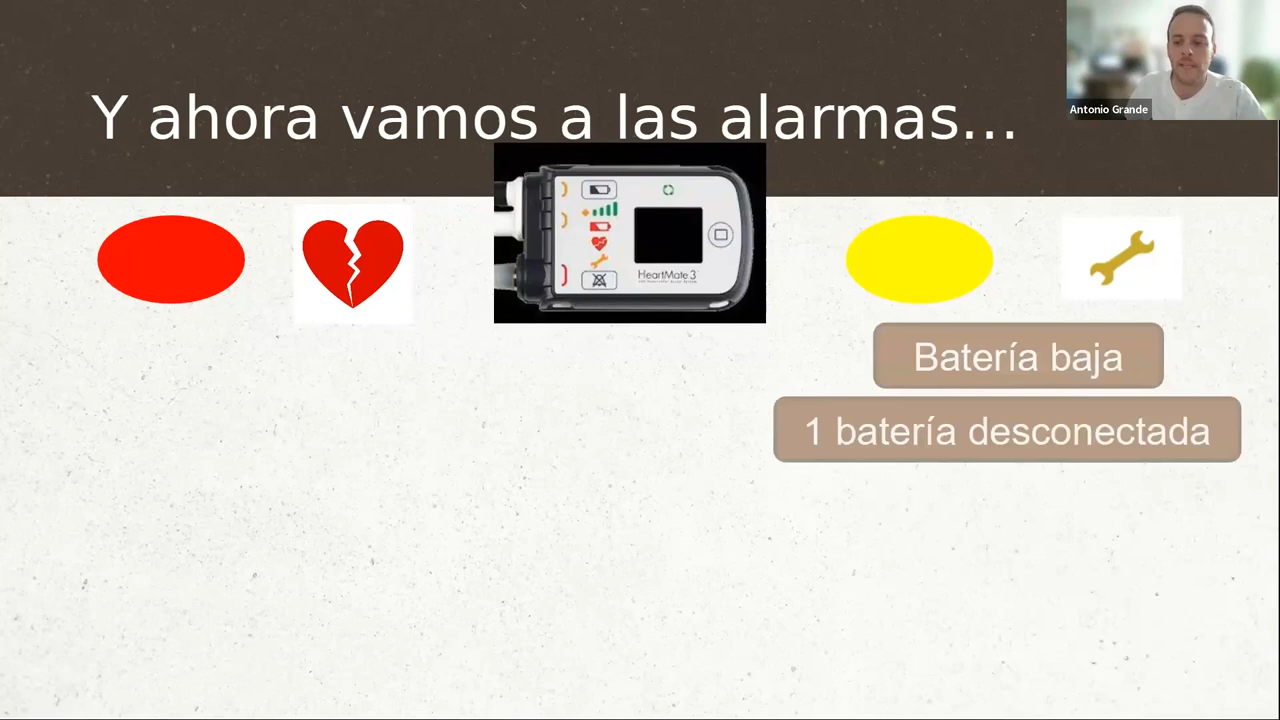 Y ahora vamos a las alarmas...
Antonio Grande
HeartMate 3
Batería baja
1 batería desconectada